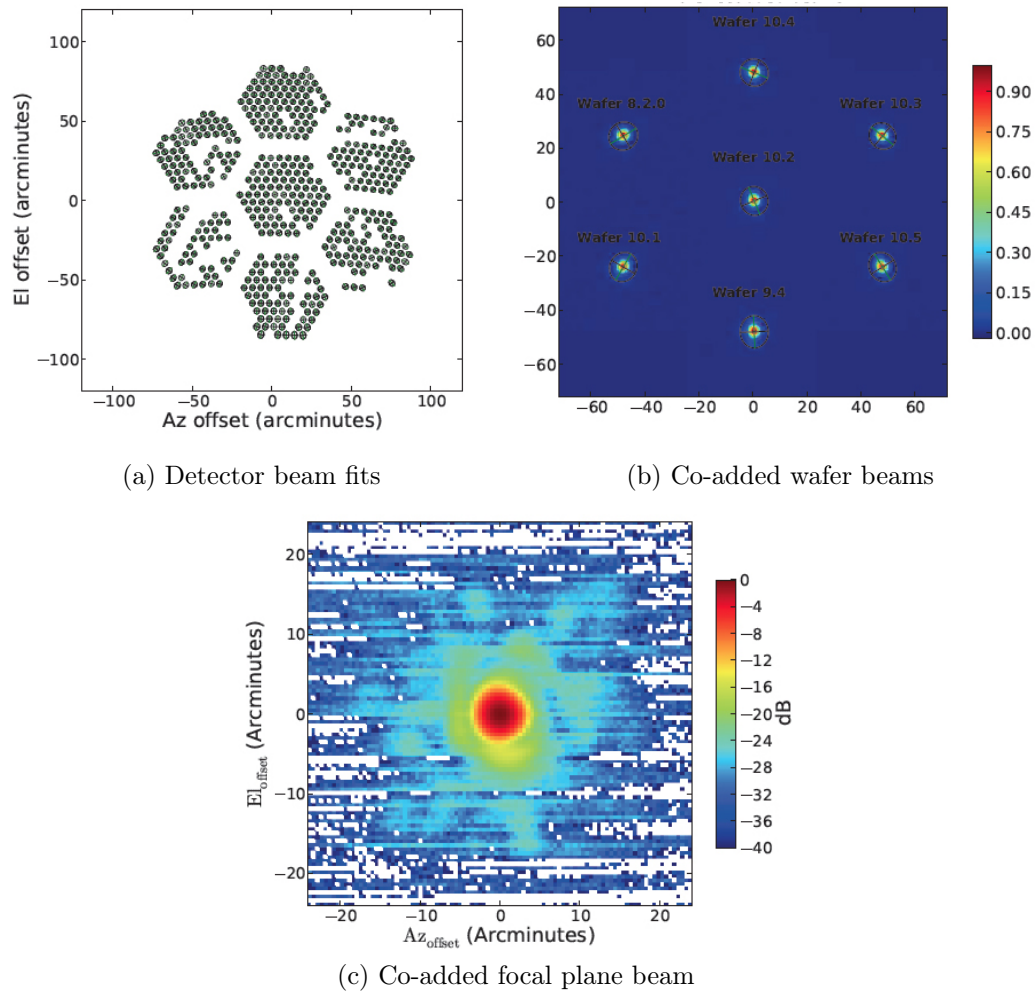 100
50
0
−50
−100
El offset (arcminutes)
−100 −50 0 50 100
Az offset (arcminutes)
(a) Detector beam fits
Wafer 10.4
Wafer 8.2.0
Wafer 10.3
Wafer 10.2
Wafer 10.1
Wafer 10.5
Wafer 9.4
60
40
20
0
−20
−40
−60
−60 −40 −20 0 20 40 60
0.90
0.75
0.60
0.45
0.30
0.15
0.00
(b) Co-added wafer beams
20
10
0
−10
−20
El_offset (Arcminutes)
−20 −10 0 10 20
Az_offset (Arcminutes)
0
−4
−8
−12
−16
−20
−24
−28
−32
−36
−40
dB
(c) Co-added focal plane beam